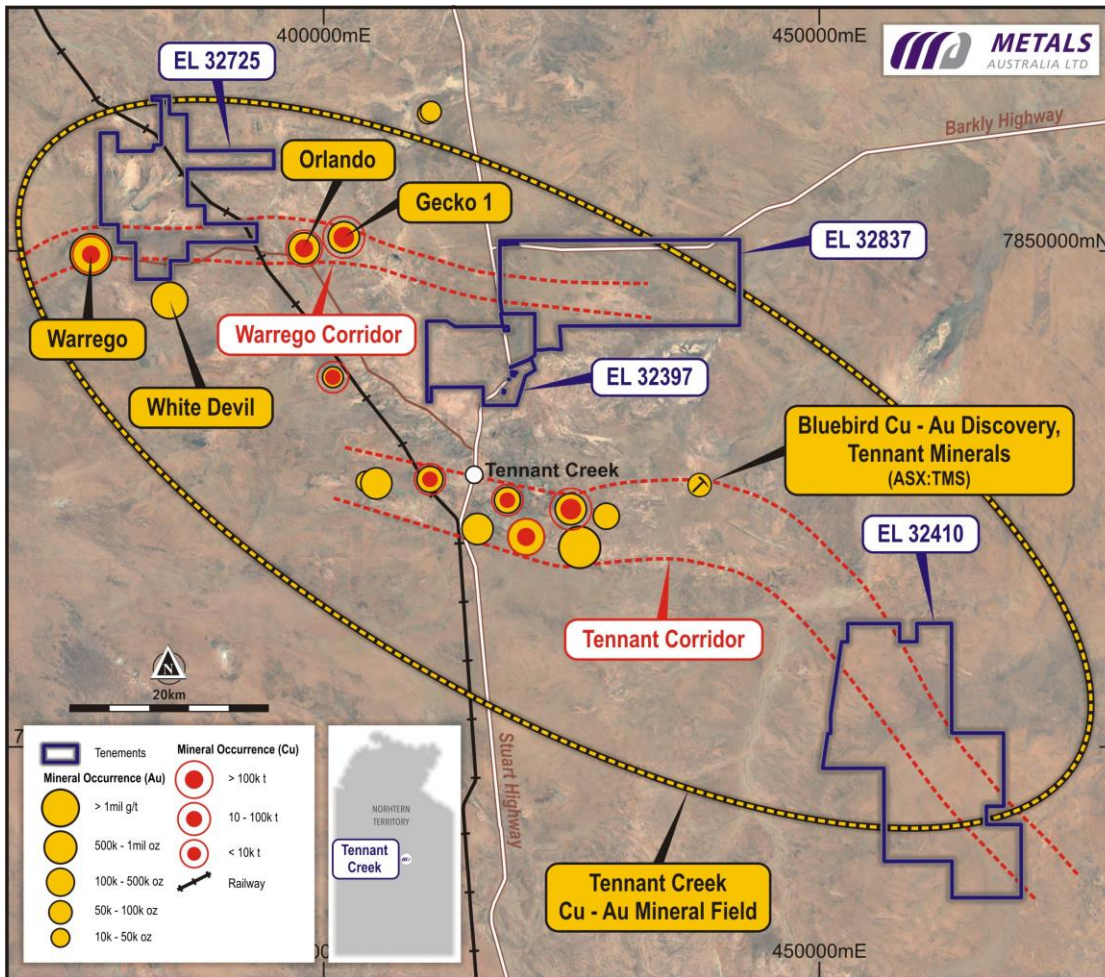 400000mE
450000mE
METALS
AUSTRALIA LTD
EL 32725
Barkly Highway
Orlando
Gecko 1
EL 32837
7850000mN
Warrego
Warrego Corridor
White Devil
EL 32397
Bluebird Cu - Au Discovery,
Tennant Minerals
(ASX:TMS)
Tennant Creek
EL 32410
Tennant Corridor
N
20km
Stuart Highway
Tennant Creek
Cu - Au Mineral Field
Tenements
Mineral Occurrence (Au)
> 1mil g/t
500k - 1mil oz
100k - 500k oz
50k - 100k oz
10k - 50k oz
Mineral Occurrence (Cu)
> 100k t
10 - 100k t
< 10k t
Railway
NORHTERN
TERRITORY
Tennant
Creek
450000mE